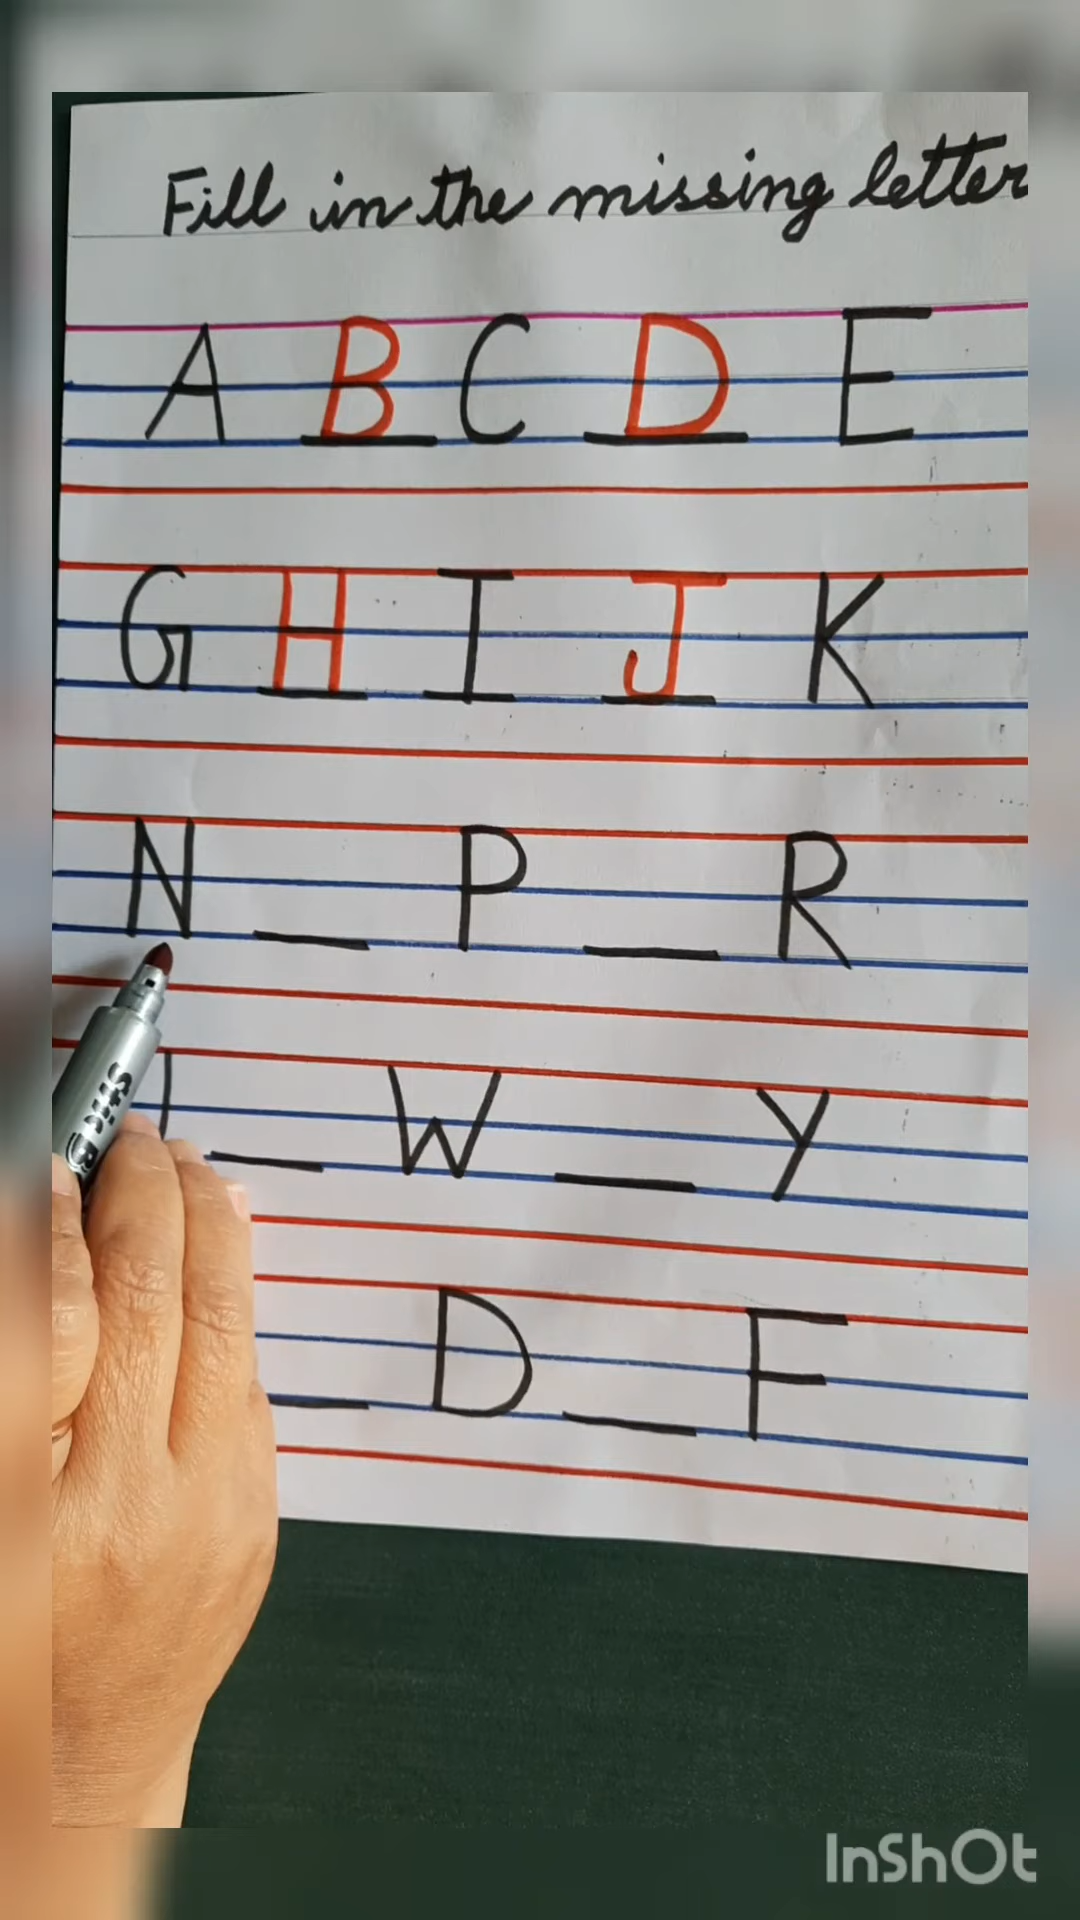 Fill in the missing letter
A B C D E
G H I J K
N _ P _ R
_ W _ Y
_ D _ F
InShOt